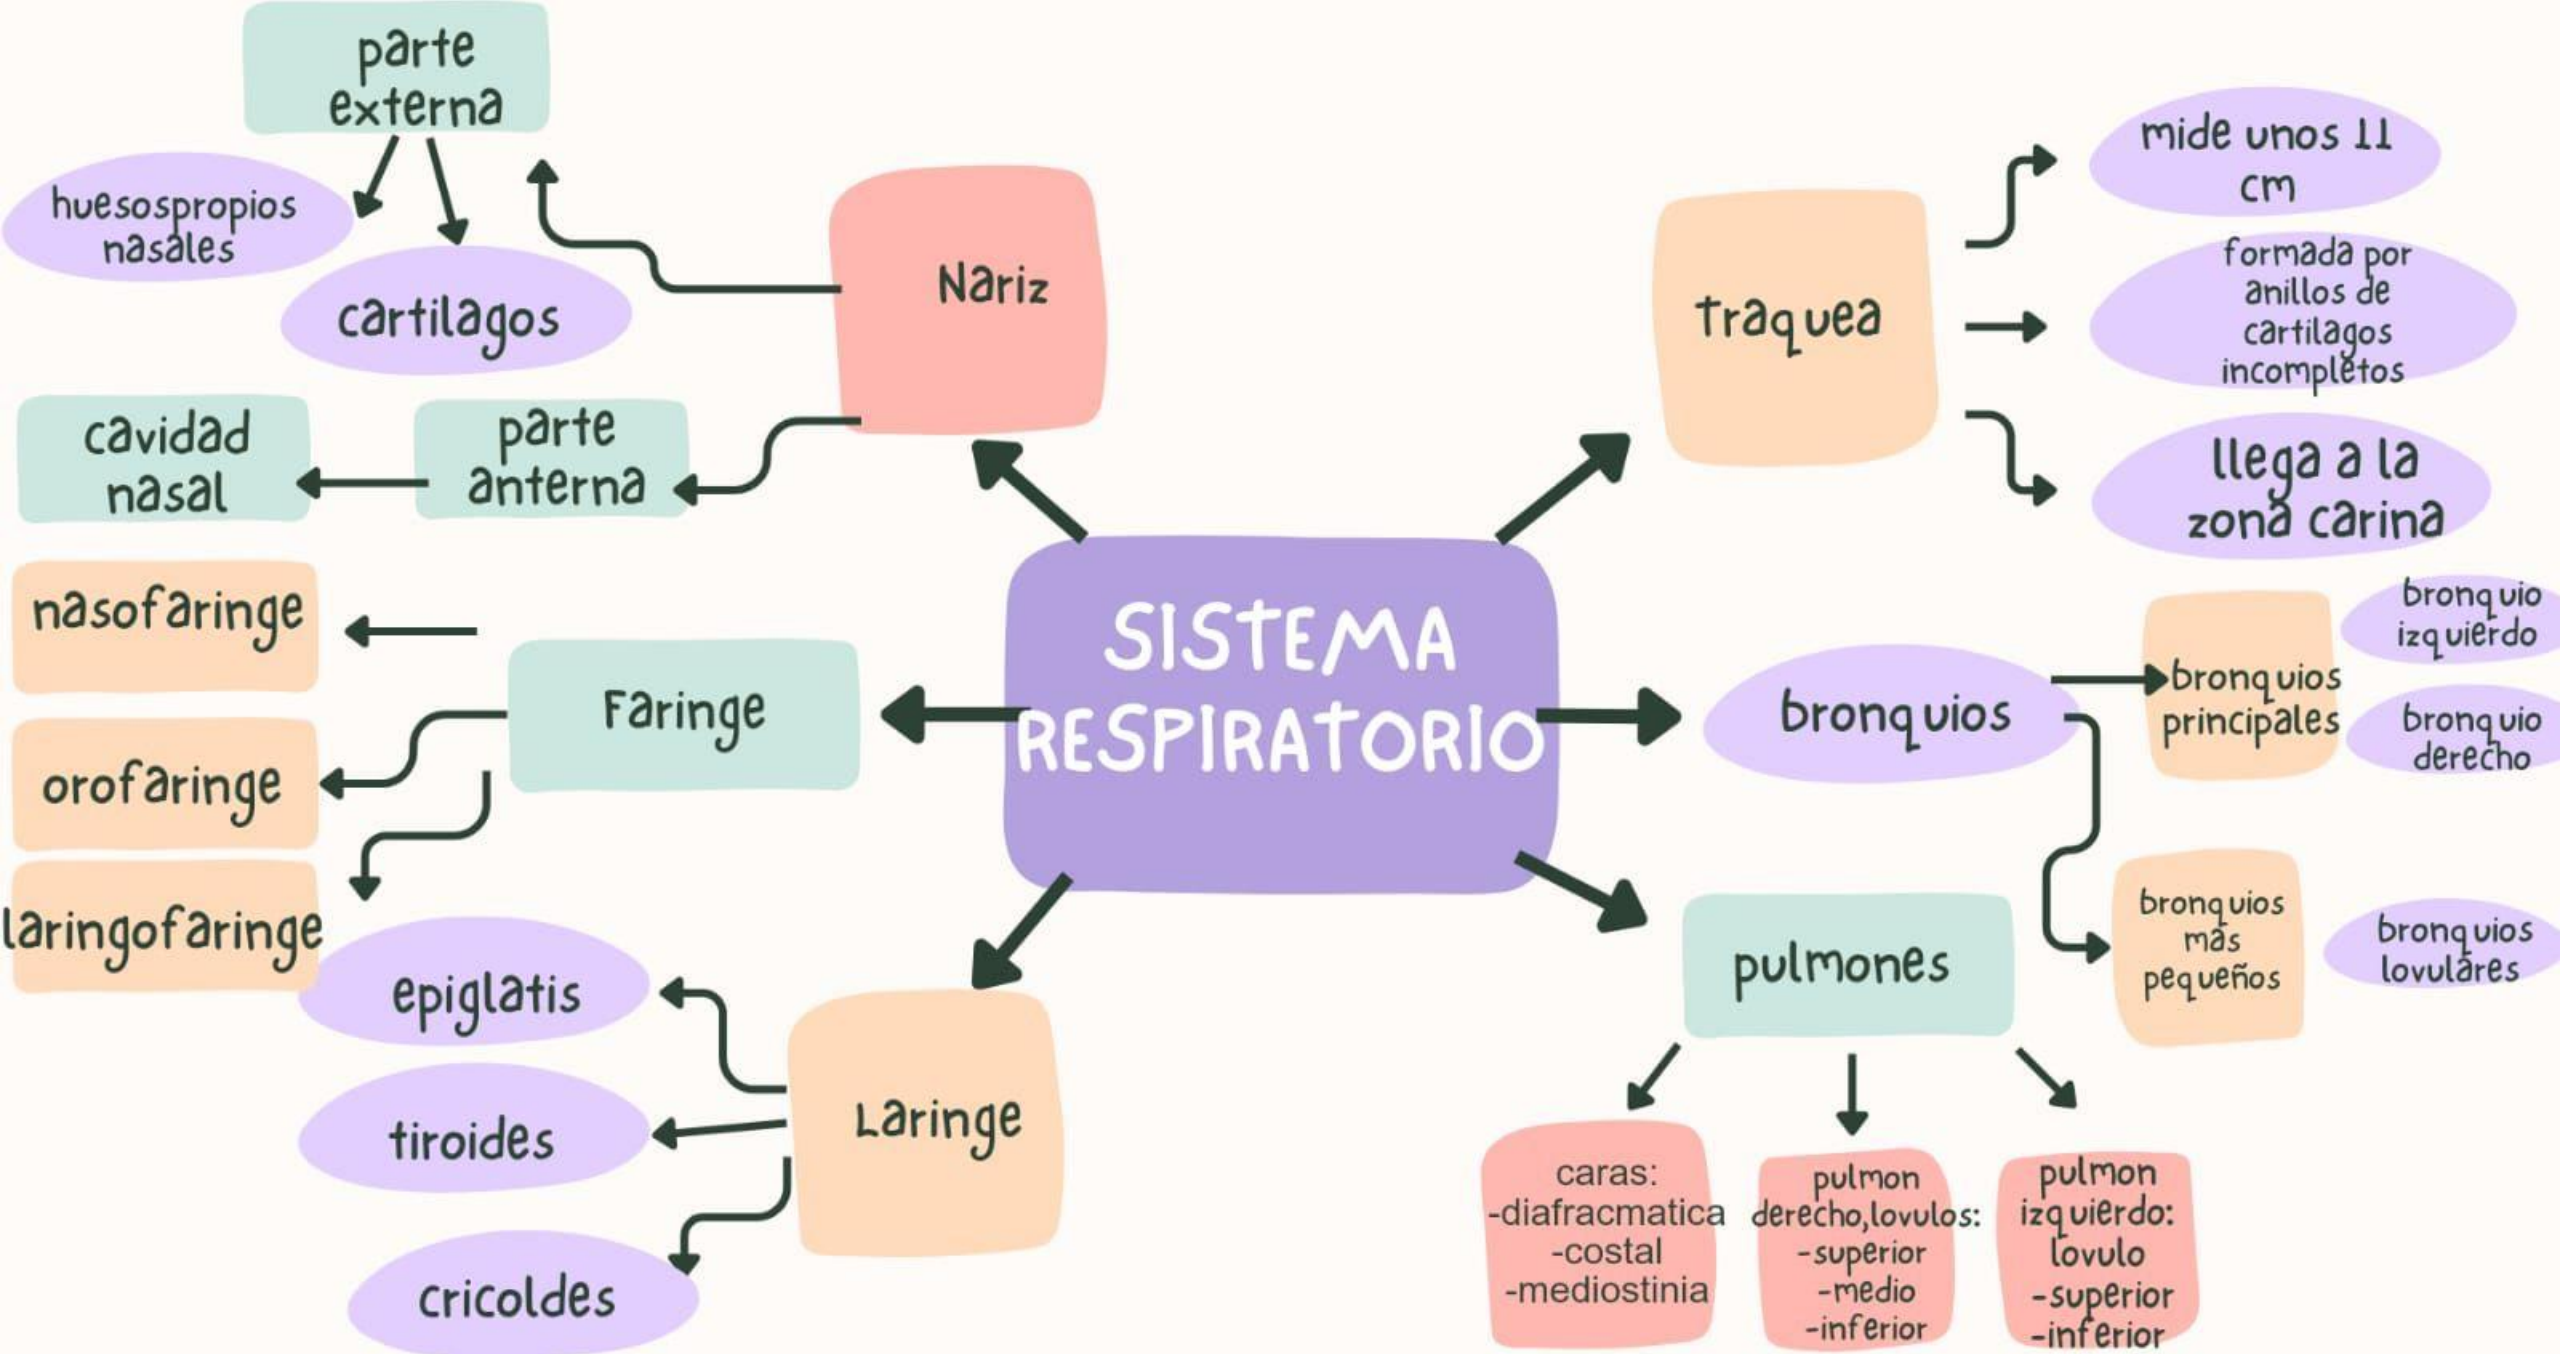 parte
externa
huesospropios
nasales
cartilagos
Nariz
cavidad
nasal
parte
anterna
nasofaringe
orofaringe
laringofaringe
Faringe
epiglatis
tiroides
cricoldes
Laringe
SISTEMA
RESPIRATORIO
traquea
mide unos 11
cm
formada por
anillos de
cartilagos
incompletos
llega a la
zona carina
bronquios
bronquios
principales
bronquio
izquierdo
bronquio
derecho
bronquios
mas
pequeños
bronquios
lovulares
pulmones
caras:
-diafracmatica
-costal
-mediostinia
pulmon
derecho,lovulos:
-superior
-medio
-inferior
pulmon
izquierdo:
lovulo
-superior
-inferior